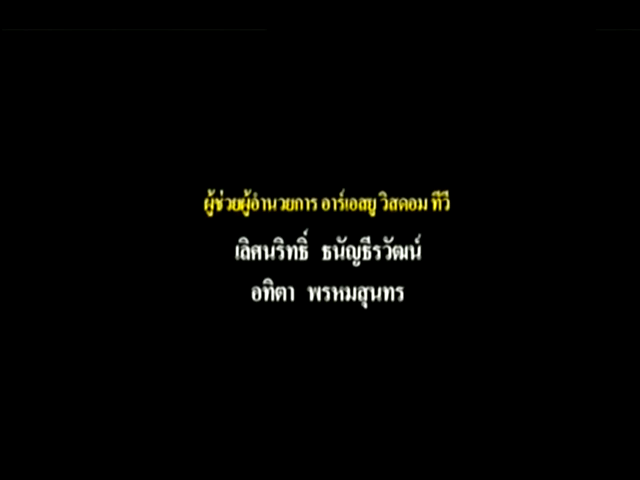 ผู้ช่วยผู้อำนวยการ อาร์เอสยู วิสดอม ทีวี
เลิศนริทธิ์ ธนัญธีรวัฒน์
อทิตา พรหมสุนทร